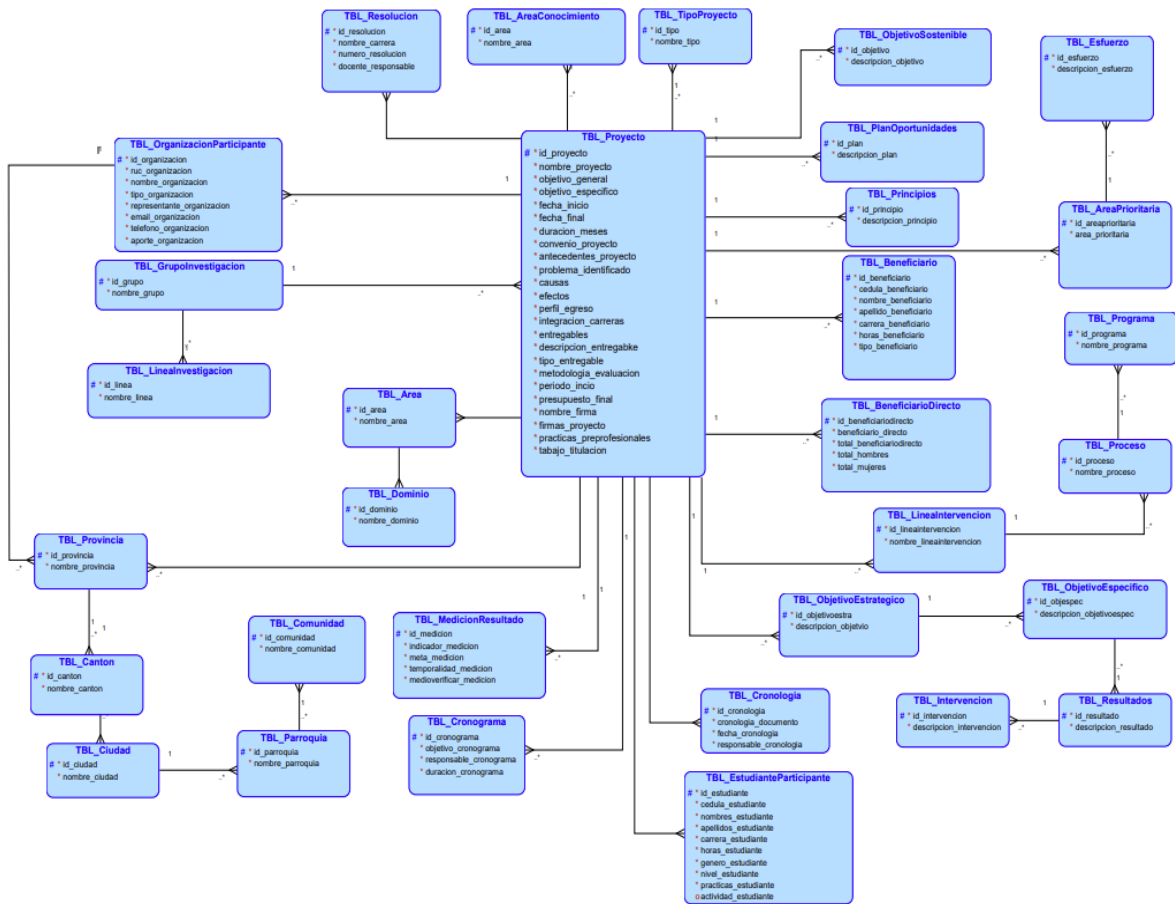 TBL_Resolucion
# * id_resolucion
* nombre_carrera
* numero_resolucion
* docente_responsable
TBL_AreaConocimiento
# * id_area
* nombre_area
TBL_TipoProyecto
# * id_tipo
* nombre_tipo
TBL_ObjetivoSostenible
# * id_objetivo
* descripcion_objetivo
TBL_Esfuerzo
# * id_esfuerzo
* descripcion_esfuerzo
TBL_OrganizacionParticipante
# * id_organizacion
* ruc_organizacion
* nombre_organizacion
* tipo_organizacion
* representante_organizacion
* email_organizacion
* telefono_organizacion
* aporte_organizacion
TBL_Proyecto
# * id_proyecto
* nombre_proyecto
* objetivo_general
* objetivo_especifico
* fecha_inicio
* fecha_final
* duracion_meses
* convenio_proyecto
* antecedentes_proyecto
* problema_identificado
* causas
* efectos
* perfil_egreso
* integracion_carreras
* entregables
* descripcion_entregabke
* tipo_entregable
* metodologia_evaluacion
* periodo_incio
* presupuesto_final
* nombre_firma
* firmas_proyecto
* practicas_preprofesionales
* tabajo_titulacion
TBL_PlanOportunidades
# * id_plan
* descripcion_plan
TBL_Principios
# * id_principio
* descripcion_principio
TBL_AreaPrioritaria
# * id_areaprioritaria
* area_prioritaria
TBL_GrupoInvestigacion
# * id_grupo
* nombre_grupo
TBL_Beneficiario
# * id_beneficiario
* cedula_beneficiario
* nombre_beneficiario
* apellido_beneficiario
* carrera_beneficiario
* horas_beneficiario
* tipo_beneficiario
TBL_Programa
# * id_programa
* nombre_programa
TBL_LineaInvestigacion
# * id_linea
* nombre_linea
TBL_Area
# * id_area
* nombre_area
TBL_BeneficiarioDirecto
# * id_beneficiariodirecto
* beneficiario_directo
* total_beneficiariodirecto
* total_hombres
* total_mujeres
TBL_Proceso
# * id_proceso
* nombre_proceso
TBL_Dominio
# * id_dominio
* nombre_dominio
TBL_LineaIntervencion
# * id_lineaintervencion
* nombre_lineaintervencion
TBL_Provincia
# * id_provincia
* nombre_provincia
TBL_ObjetivoEstrategico
# * id_objetivoestra
* descripcion_objetvio
TBL_ObjetivoEspecifico
# * id_objespec
* descripcion_objetivoespec
TBL_Comunidad
# * id_comunidad
* nombre_comunidad
TBL_MedicionResultado
# * id_medicion
* indicador_medicion
* meta_medicion
* temporalidad_medicion
* medioverificar_medicion
TBL_Canton
# * id_canton
* nombre_canton
TBL_Cronologia
# * id_cronologia
* cronologia_documento
* fecha_cronologia
* responsable_cronologia
TBL_Intervencion
# * id_intervencion
* descripcion_intervencion
TBL_Resultados
# * id_resultado
* descripcion_resultado
TBL_Cronograma
# * id_cronograma
* objetivo_cronograma
* responsable_cronograma
* duracion_cronograma
TBL_Parroquia
# * id_parroquia
* nombre_parroquia
TBL_Ciudad
# * id_ciudad
* nombre_ciudad
TBL_EstudianteParticipante
# * id_estudiante
* cedula_estudiante
* nombres_estudiante
* apellidos_estudiante
* carrera_estudiante
* horas_estudiante
* genero_estudiante
* nivel_estudiante
* practicas_estudiante
o actividad_estudiante